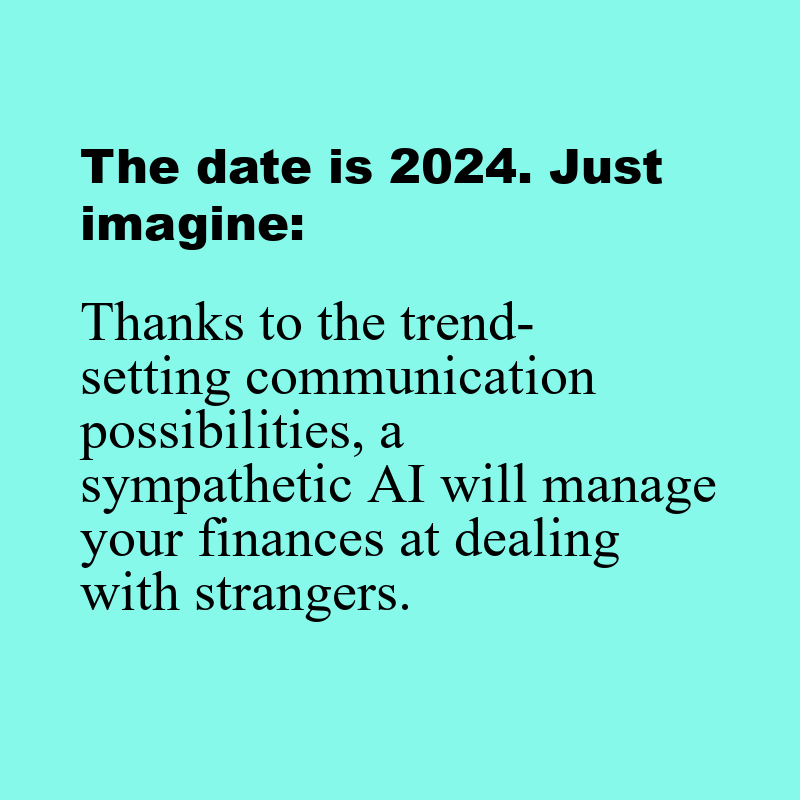 The date is 2024. Just
imagine:
Thanks to the trend-
setting communication
possibilities, a
sympathetic AI will manage
your finances at dealing
with strangers.